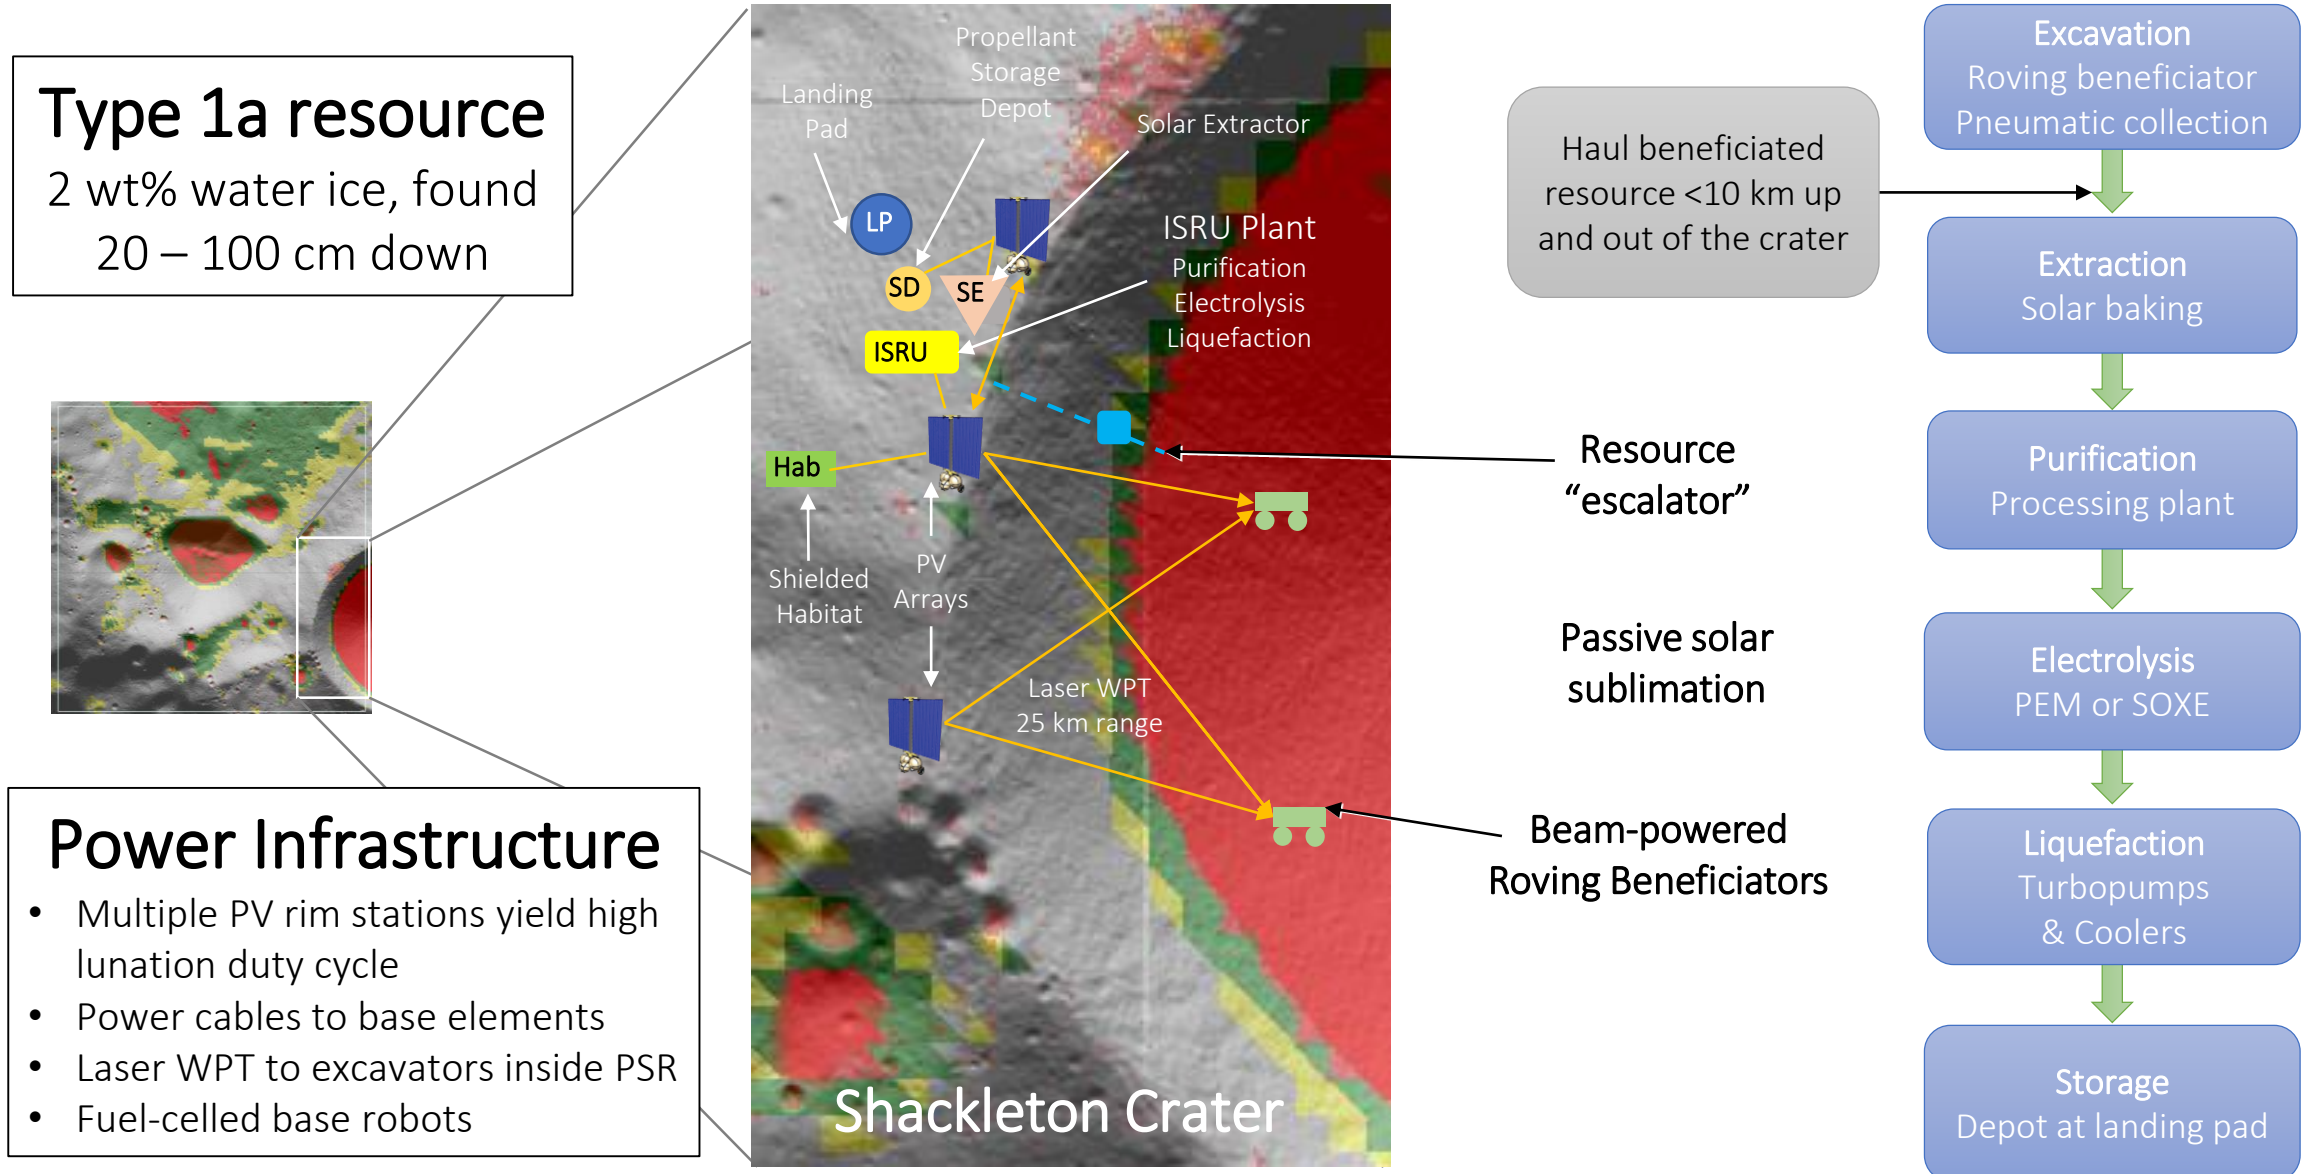 Type 1a resource
2 wt% water ice, found
20 – 100 cm down
Power Infrastructure
• Multiple PV rim stations yield high
lunation duty cycle
• Power cables to base elements
• Laser WPT to excavators inside PSR
• Fuel-celled base robots
Propellant
Storage
Depot
Landing
Pad
Solar Extractor
LP
SD
SE
ISRU Plant
Purification
Electrolysis
Liquefaction
ISRU
Hab
Shielded
Habitat
PV
Arrays
Laser WPT
25 km range
Shackleton Crater
Haul beneficiated
resource <10 km up
and out of the crater
Resource
“escalator”
Passive solar
sublimation
Beam-powered
Roving Beneficiators
Excavation
Roving beneficiator
Pneumatic collection
Extraction
Solar baking
Purification
Processing plant
Electrolysis
PEM or SOXE
Liquefaction
Turbopumps
& Coolers
Storage
Depot at landing pad